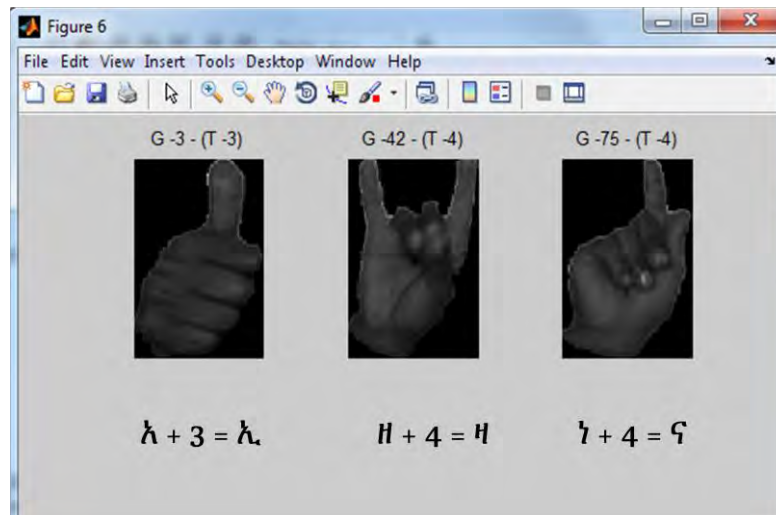 Figure 6
File Edit View Insert Tools Desktop Window Help
G -3 - (T -3) G -42 - (T -4) G -75 - (T -4)
አ + 3 = ኢ ዘ + 4 = ዛ ነ + 4 = ና